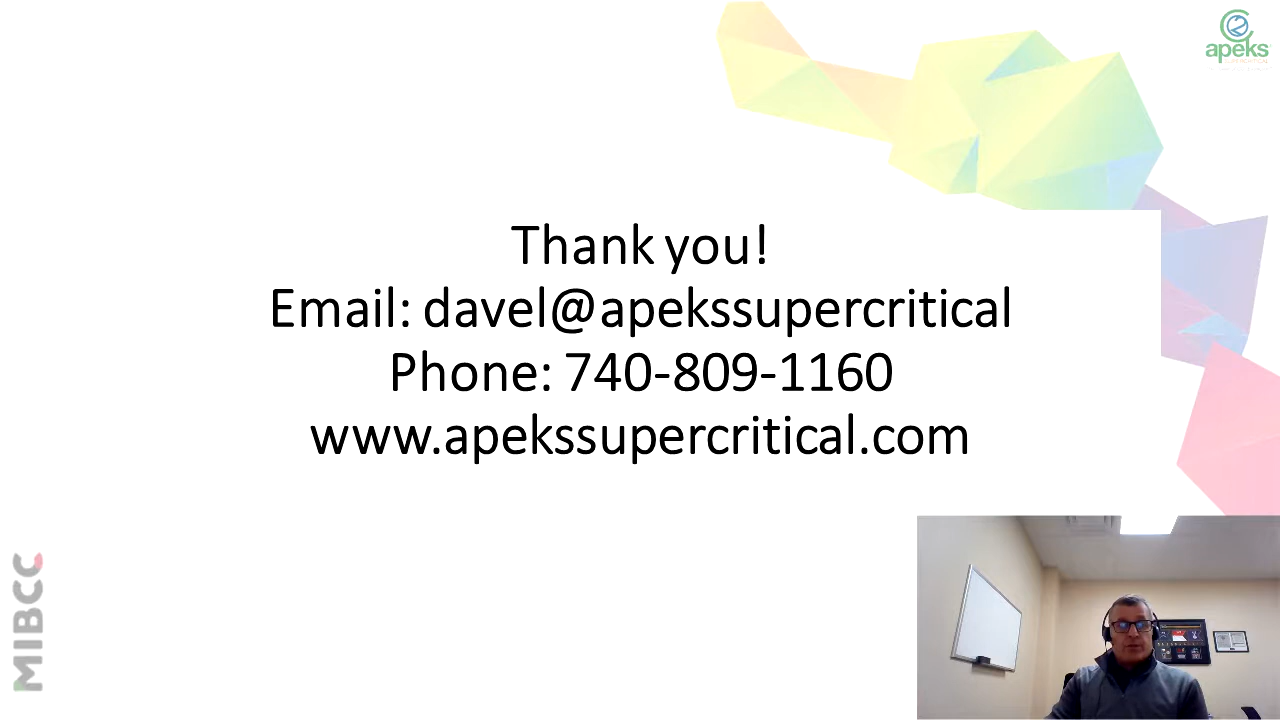 apeks
Thank you!
Email: davel@apekssupercritical
Phone: 740-809-1160
www.apekssupercritical.com
MIBCC